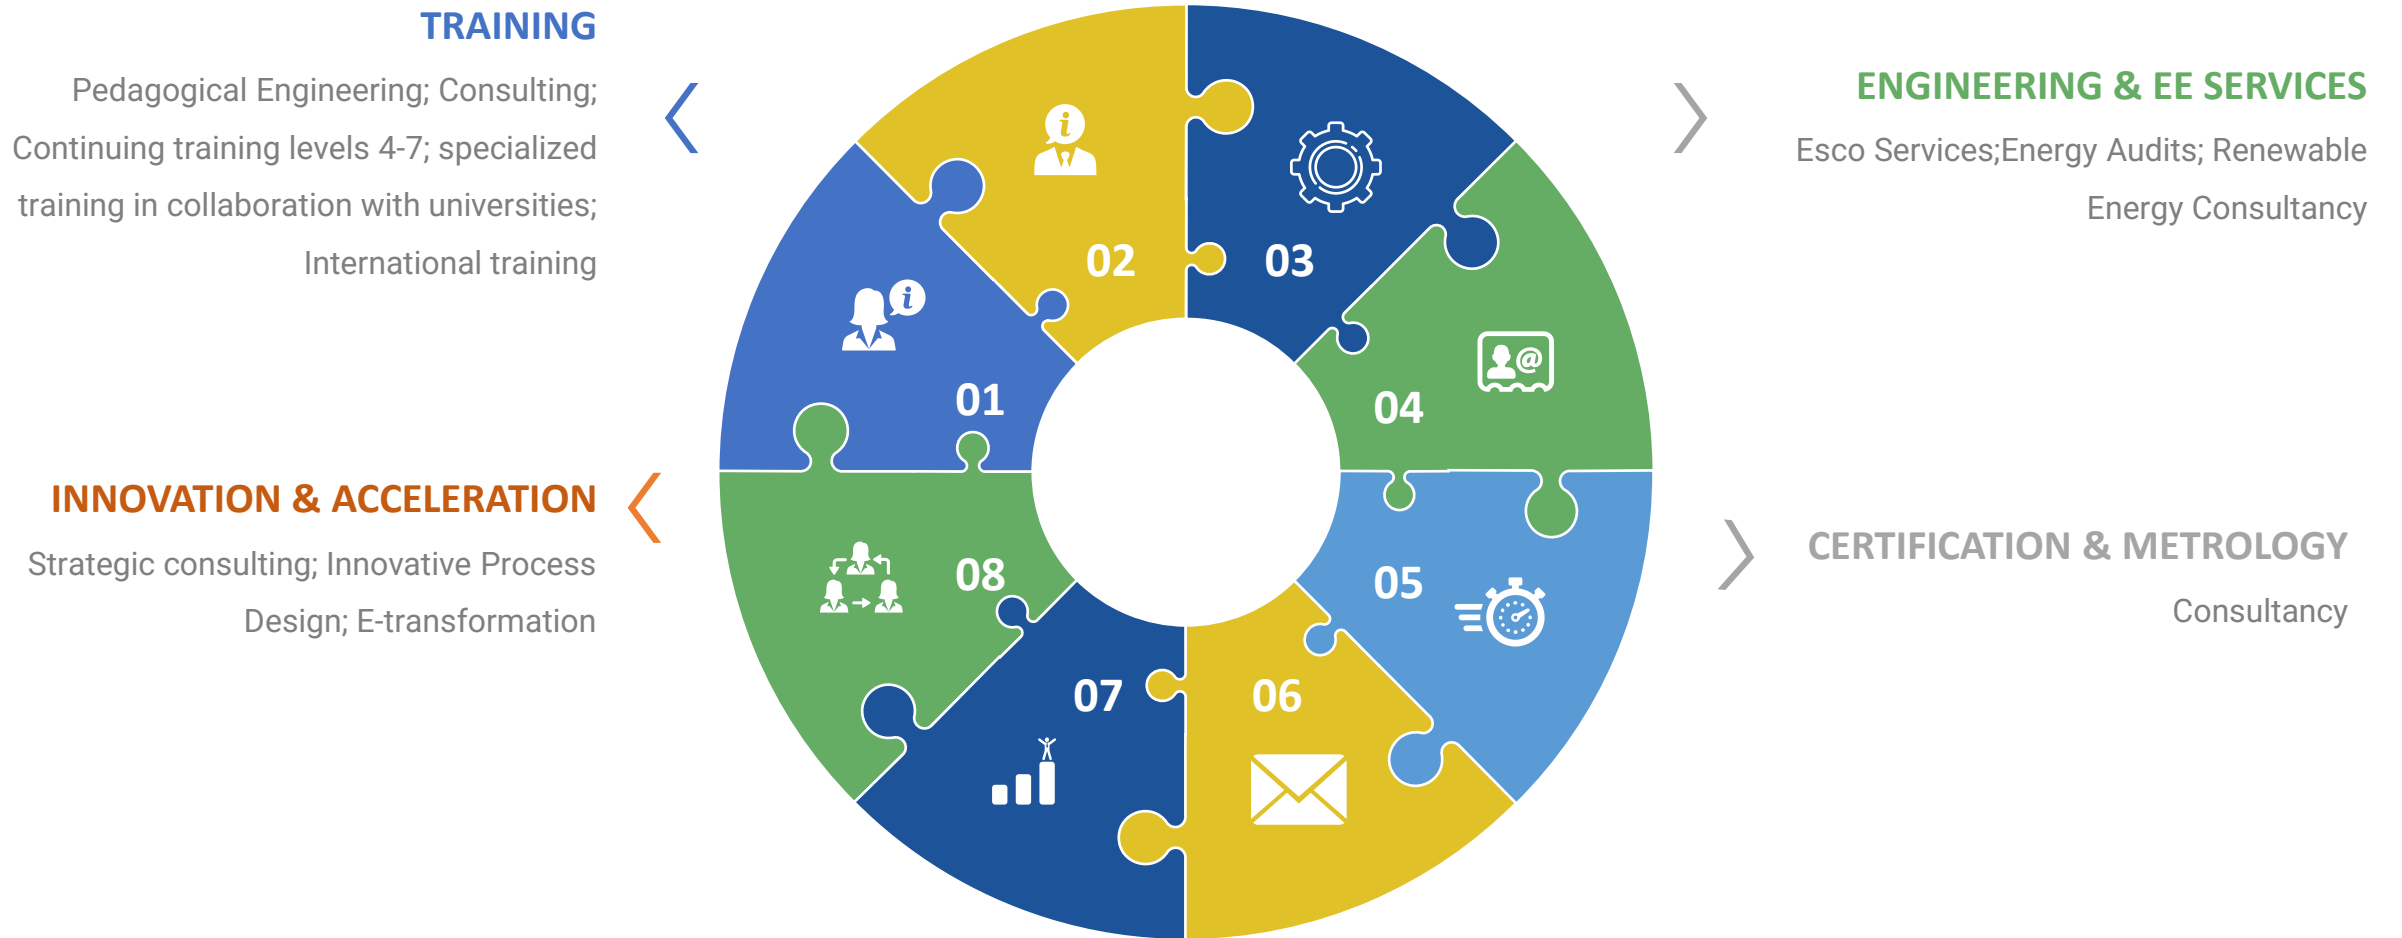 TRAINING
Pedagogical Engineering; Consulting;
Continuing training levels 4-7; specialized
training in collaboration with universities;
International training
INNOVATION & ACCELERATION
Strategic consulting; Innovative Process
Design; E-transformation
01
02
03
04
05
06
07
08
ENGINEERING & EE SERVICES
Esco Services;Energy Audits; Renewable
Energy Consultancy
CERTIFICATION & METROLOGY
Consultancy